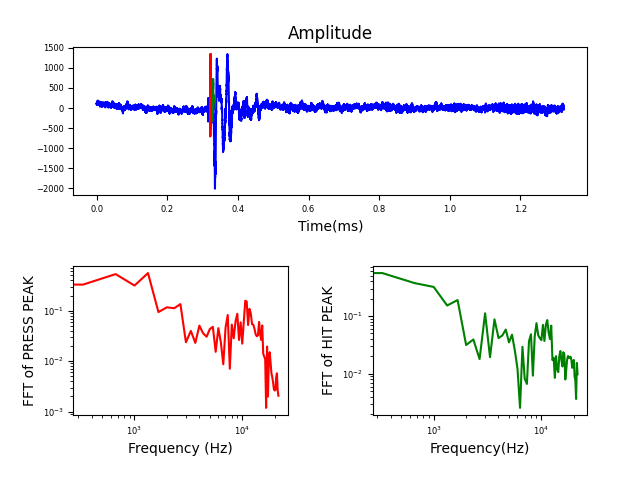 Amplitude
1500
1000
500
0
−500
−1000
−1500
−2000
0.0 0.2 0.4 0.6 0.8 1.0 1.2
Time(ms)
FFT of PRESS PEAK
10⁻¹
10⁻²
10⁻³
10³ 10⁴
Frequency (Hz)
FFT of HIT PEAK
10⁻¹
10⁻²
10³ 10⁴
Frequency(Hz)